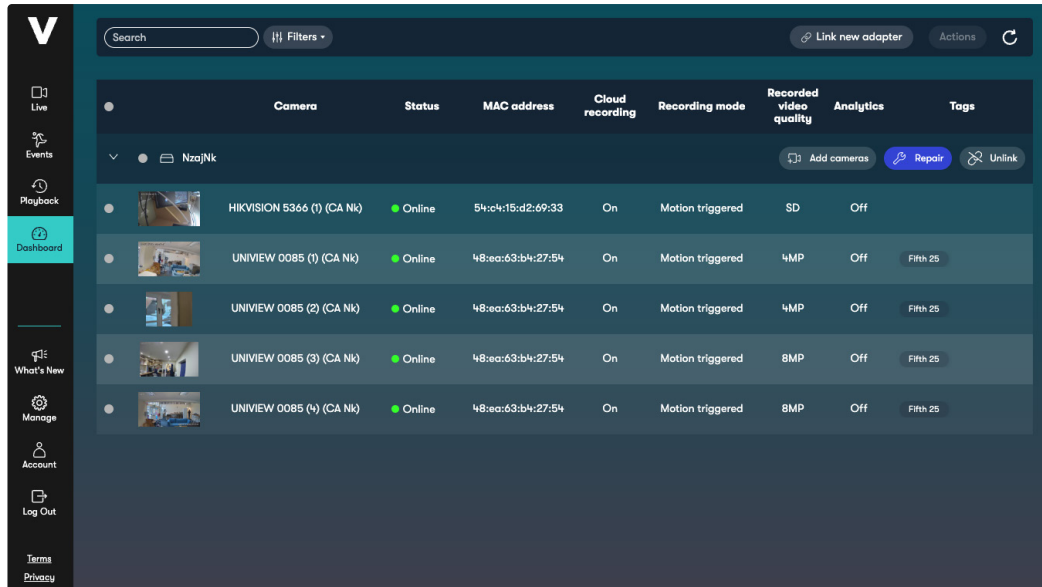 V
Search
Filters
Link new adapter
Actions
Live
Events
Playback
Dashboard
What's New
Manage
Account
Log Out
Terms
Privacy
Camera Status MAC address Cloud recording Recording mode Recorded video quality Analytics Tags
NzajNk Add cameras Repair Unlink
HIKVISION 5366 (1) (CA Nk) Online 54:c4:15:d2:69:33 On Motion triggered SD Off
UNIVIEW 0085 (1) (CA Nk) Online 48:ea:63:b4:27:54 On Motion triggered 4MP Off Fifth 25
UNIVIEW 0085 (2) (CA Nk) Online 48:ea:63:b4:27:54 On Motion triggered 4MP Off Fifth 25
UNIVIEW 0085 (3) (CA Nk) Online 48:ea:63:b4:27:54 On Motion triggered 8MP Off Fifth 25
UNIVIEW 0085 (4) (CA Nk) Online 48:ea:63:b4:27:54 On Motion triggered 8MP Off Fifth 25